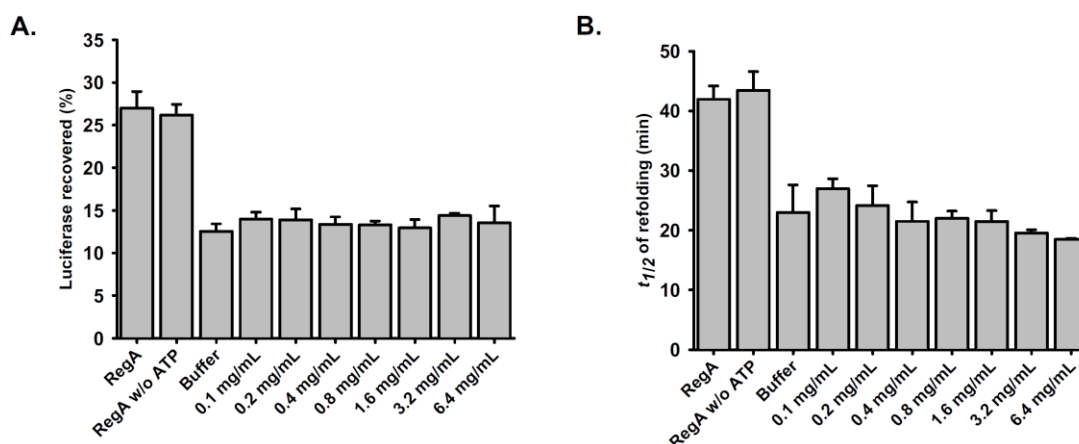 A.
Luciferase recovered (%)
35
30
25
20
15
10
5
0
RegA
RegA w/o ATP
Buffer
0.1 mg/mL
0.2 mg/mL
0.4 mg/mL
0.8 mg/mL
1.6 mg/mL
3.2 mg/mL
6.4 mg/mL
B.
t1/2 of refolding (min)
50
40
30
20
10
0
RegA
RegA w/o ATP
Buffer
0.1 mg/mL
0.2 mg/mL
0.4 mg/mL
0.8 mg/mL
1.6 mg/mL
3.2 mg/mL
6.4 mg/mL